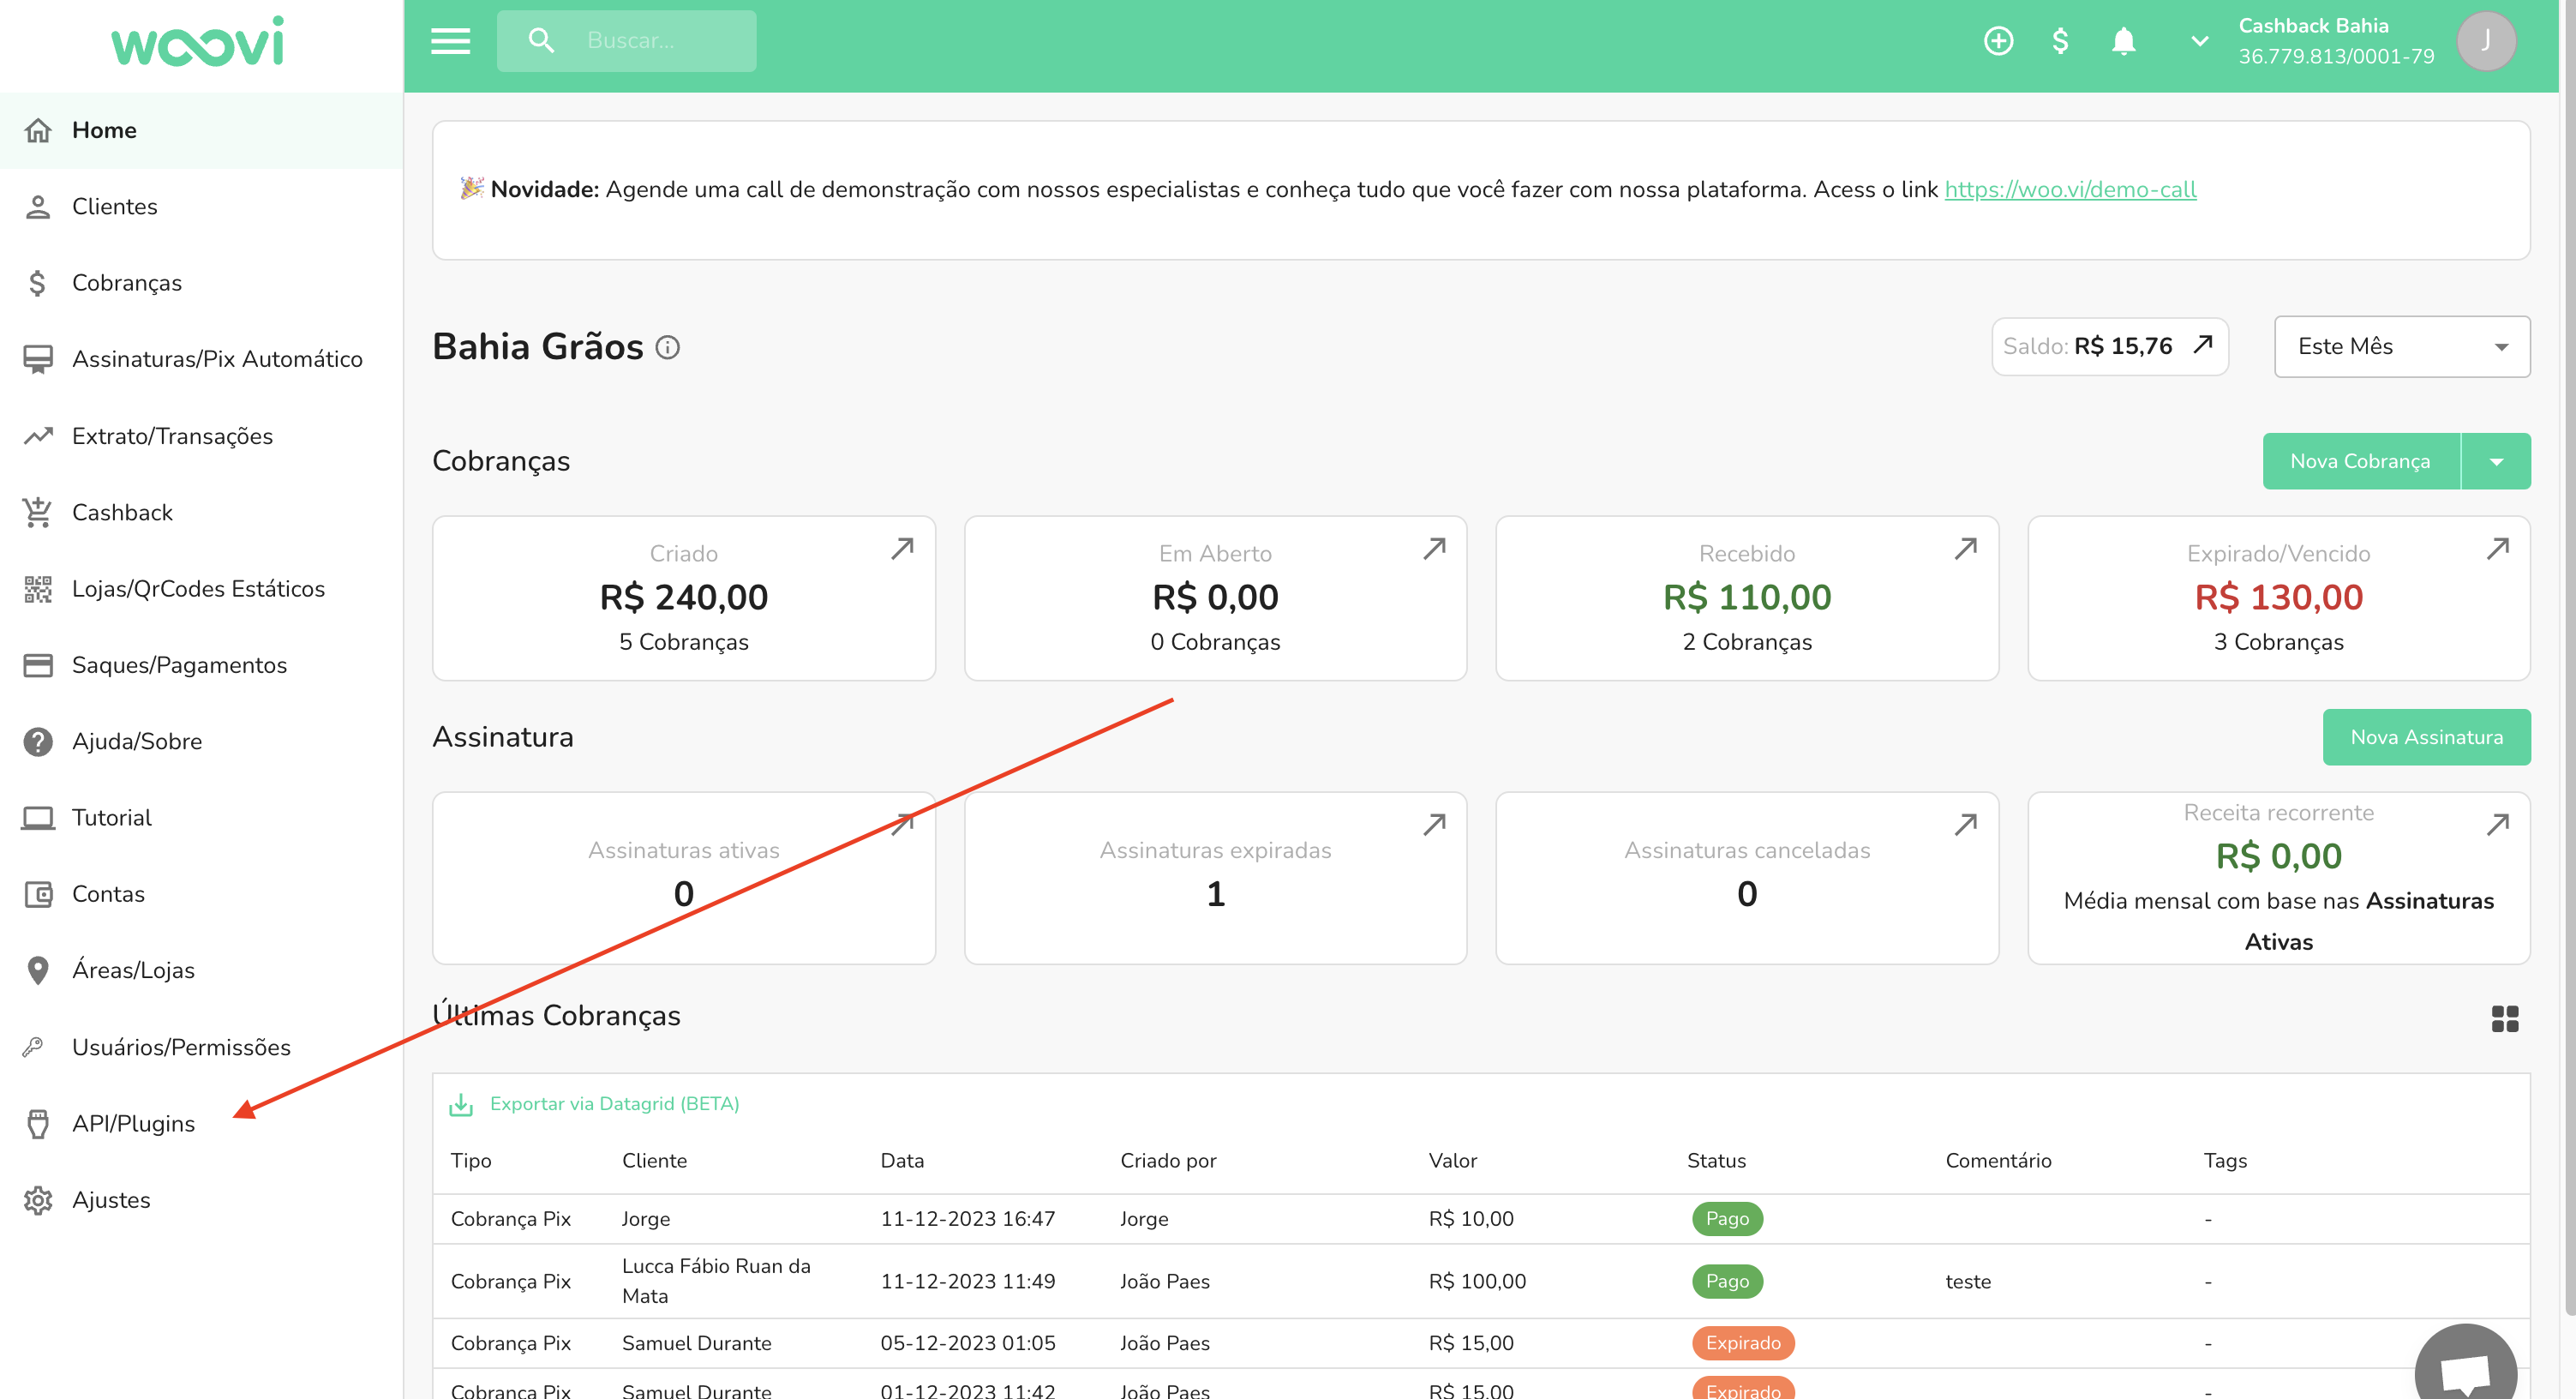 woovi
Buscar...
Cashback Bahia
36.779.813/0001-79
J
Home
Clientes
Cobranças
Assinaturas/Pix Automático
Extrato/Transações
Cashback
Lojas/QrCodes Estáticos
Saques/Pagamentos
Ajuda/Sobre
Tutorial
Contas
Áreas/Lojas
Usuários/Permissões
API/Plugins
Ajustes
🎉 Novidade: Agende uma call de demonstração com nossos especialistas e conheça tudo que você fazer com nossa plataforma. Acess o link https://woo.vi/demo-call
Bahia Grãos
Saldo: R$ 15,76
Este Mês
Cobranças
Nova Cobrança
Criado
R$ 240,00
5 Cobranças
Em Aberto
R$ 0,00
0 Cobranças
Recebido
R$ 110,00
2 Cobranças
Expirado/Vencido
R$ 130,00
3 Cobranças
Assinatura
Nova Assinatura
Assinaturas ativas
0
Assinaturas expiradas
1
Assinaturas canceladas
0
Receita recorrente
R$ 0,00
Média mensal com base nas Assinaturas
Ativas
Últimas Cobranças
Exportar via Datagrid (BETA)
Tipo Cliente Data Criado por Valor Status Comentário Tags
Cobrança Pix Jorge 11-12-2023 16:47 Jorge R$ 10,00 Pago -
Cobrança Pix Lucca Fábio Ruan da Mata 11-12-2023 11:49 João Paes R$ 100,00 Pago teste -
Cobrança Pix Samuel Durante 05-12-2023 01:05 João Paes R$ 15,00 Expirado -
Cobrança Pix Samuel Durante 01-12-2023 11:42 João Paes R$ 15,00 Expirado -